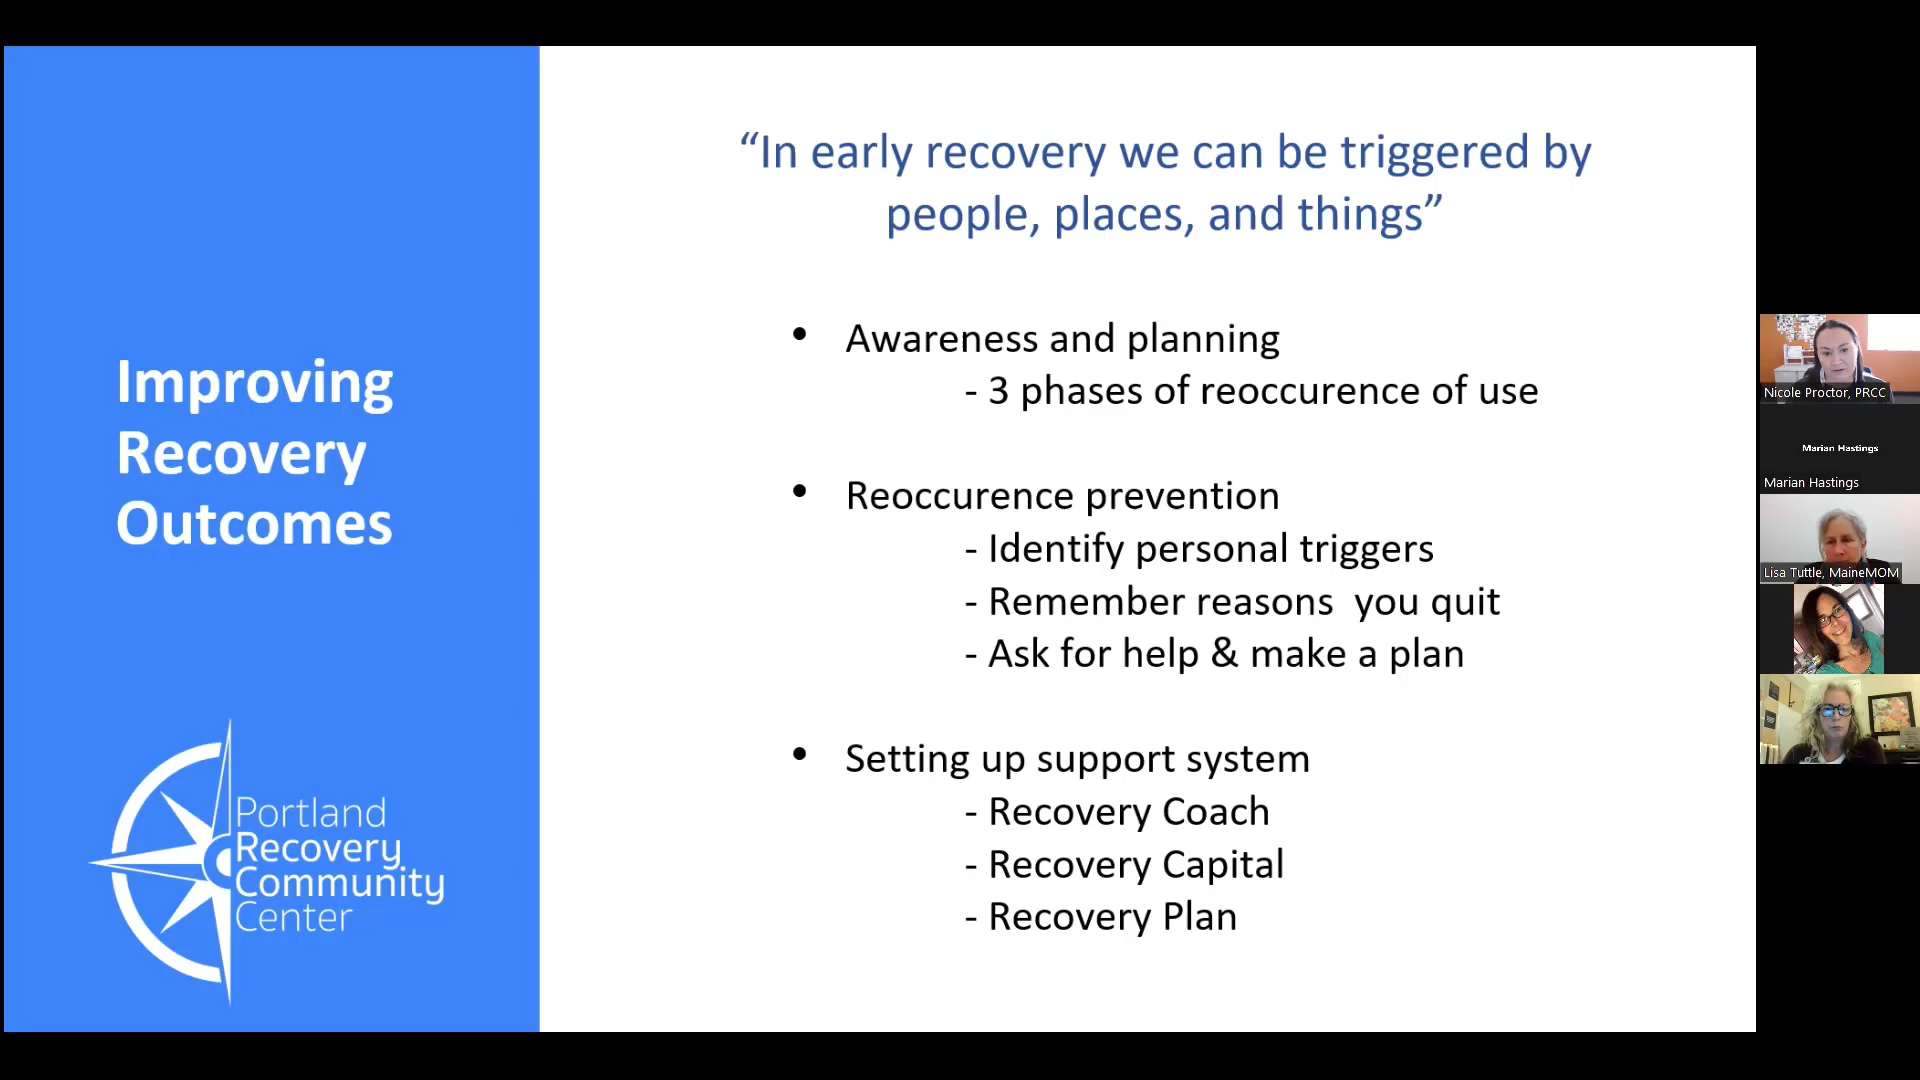 “In early recovery we can be triggered by
people, places, and things”
Improving
Recovery
Outcomes
• Awareness and planning
- 3 phases of reoccurence of use
• Reoccurence prevention
- Identify personal triggers
- Remember reasons  you quit
- Ask for help & make a plan
• Setting up support system
- Recovery Coach
- Recovery Capital
- Recovery Plan
Portland
Recovery
Community
Center
Nicole Proctor, PRCC
Marian Hastings
Marian Hastings
Lisa Tuttle, MaineMOM